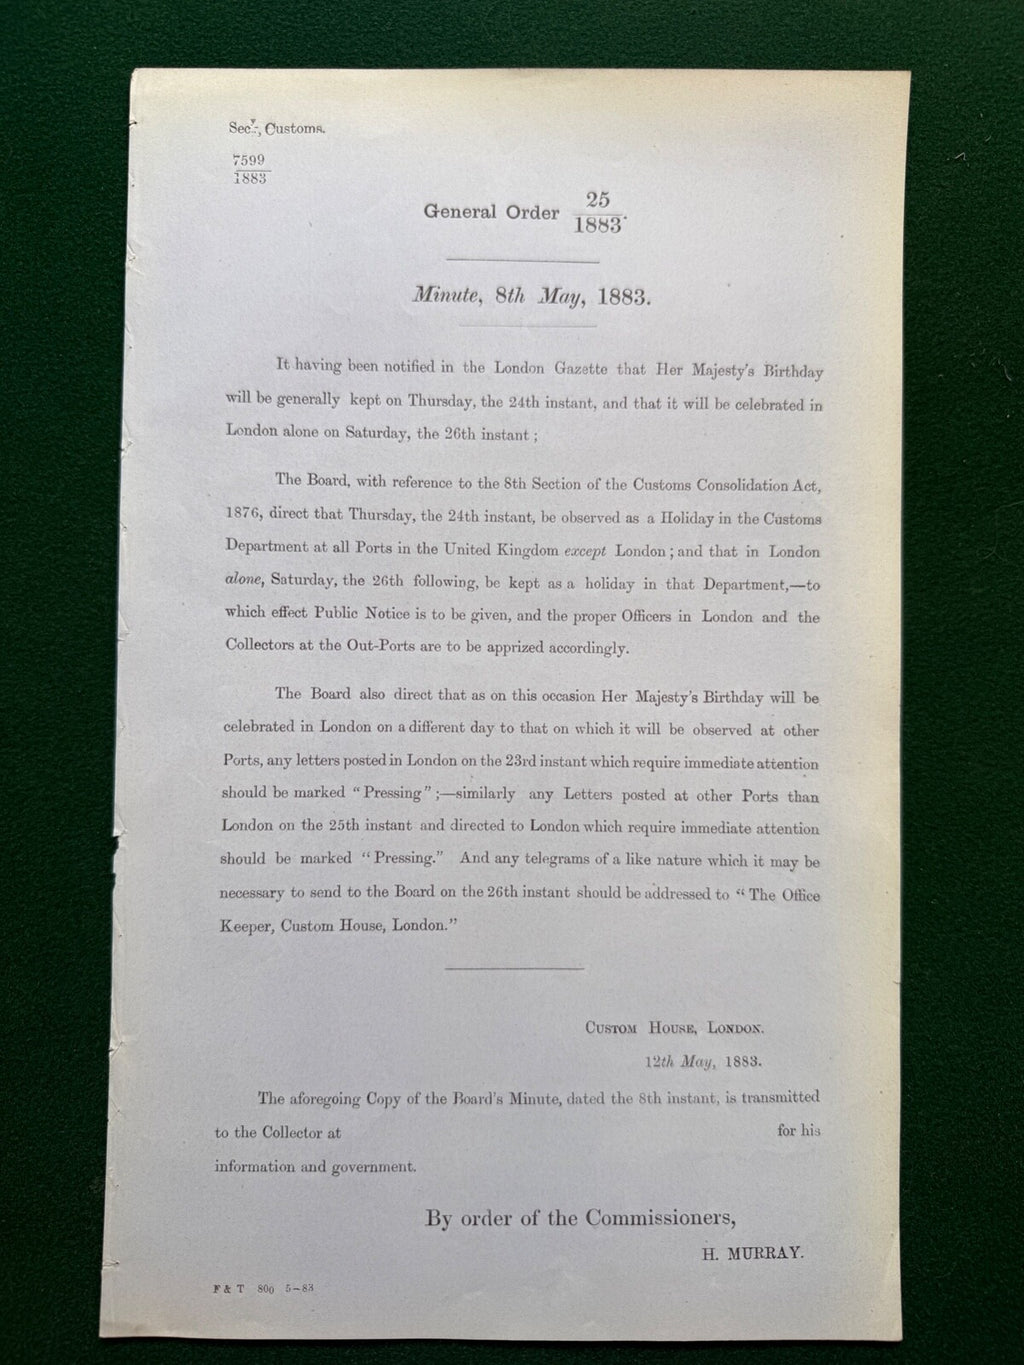 Secy., Customs.
7599
1883
General Order 25/1883.
Minute, 8th May, 1883.
It having been notified in the London Gazette that Her Majesty's Birthday
will be generally kept on Thursday, the 24th instant, and that it will be celebrated in
London alone on Saturday, the 26th instant ;
The Board, with reference to the 8th Section of the Customs Consolidation Act,
1876, direct that Thursday, the 24th instant, be observed as a Holiday in the Customs
Department at all Ports in the United Kingdom except London ; and that in London
alone, Saturday, the 26th following, be kept as a holiday in that Department,—to
which effect Public Notice is to be given, and the proper Officers in London and the
Collectors at the Out-Ports are to be apprized accordingly.
The Board also direct that as on this occasion Her Majesty's Birthday will be
celebrated in London on a different day to that on which it will be observed at other
Ports, any letters posted in London on the 23rd instant which require immediate attention
should be marked “Pressing” ;—similarly any Letters posted at other Ports than
London on the 25th instant and directed to London which require immediate attention
should be marked “Pressing.” And any telegrams of a like nature which it may be
necessary to send to the Board on the 26th instant should be addressed to “The Office
Keeper, Custom House, London.”
CUSTOM HOUSE, LONDON.
12th May, 1883.
The aforegoing Copy of the Board's Minute, dated the 8th instant, is transmitted
to the Collector at for his
information and government.
By order of the Commissioners,
H. MURRAY.
F & T 800 5–83